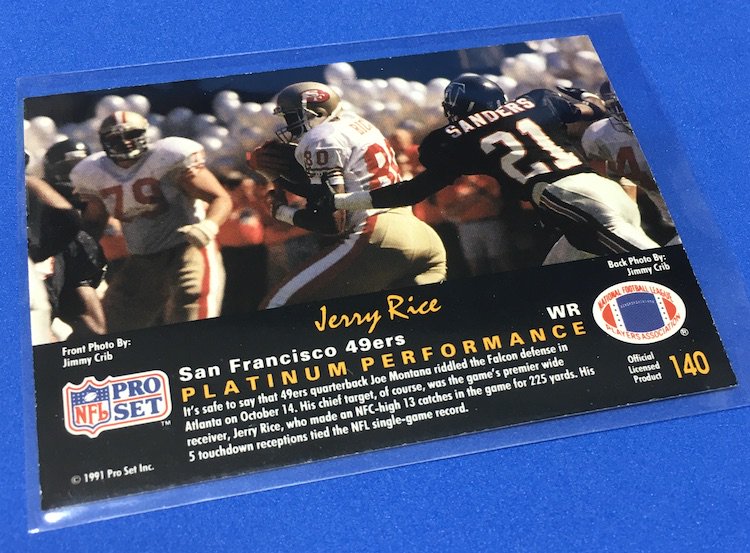 SANDERS
21
80
79
Back Photo By:
Jimmy Crib
Jerry Rice
Front Photo By:
Jimmy Crib
San Francisco 49ers
WR
PLATINUM PERFORMANCE
NATIONAL FOOTBALL LEAGUE
PLAYERS ASSOCIATION
®
Official
Licensed
Product
140
NFL
PRO
SET
TM
It's safe to say that 49ers quarterback Joe Montana riddled the Falcon defense in
Atlanta on October 14. His chief target, of course, was the game's premier wide
receiver, Jerry Rice, who made an NFC-high 13 catches in the game for 225 yards. His
5 touchdown receptions tied the NFL single-game record.
© 1991 Pro Set Inc.